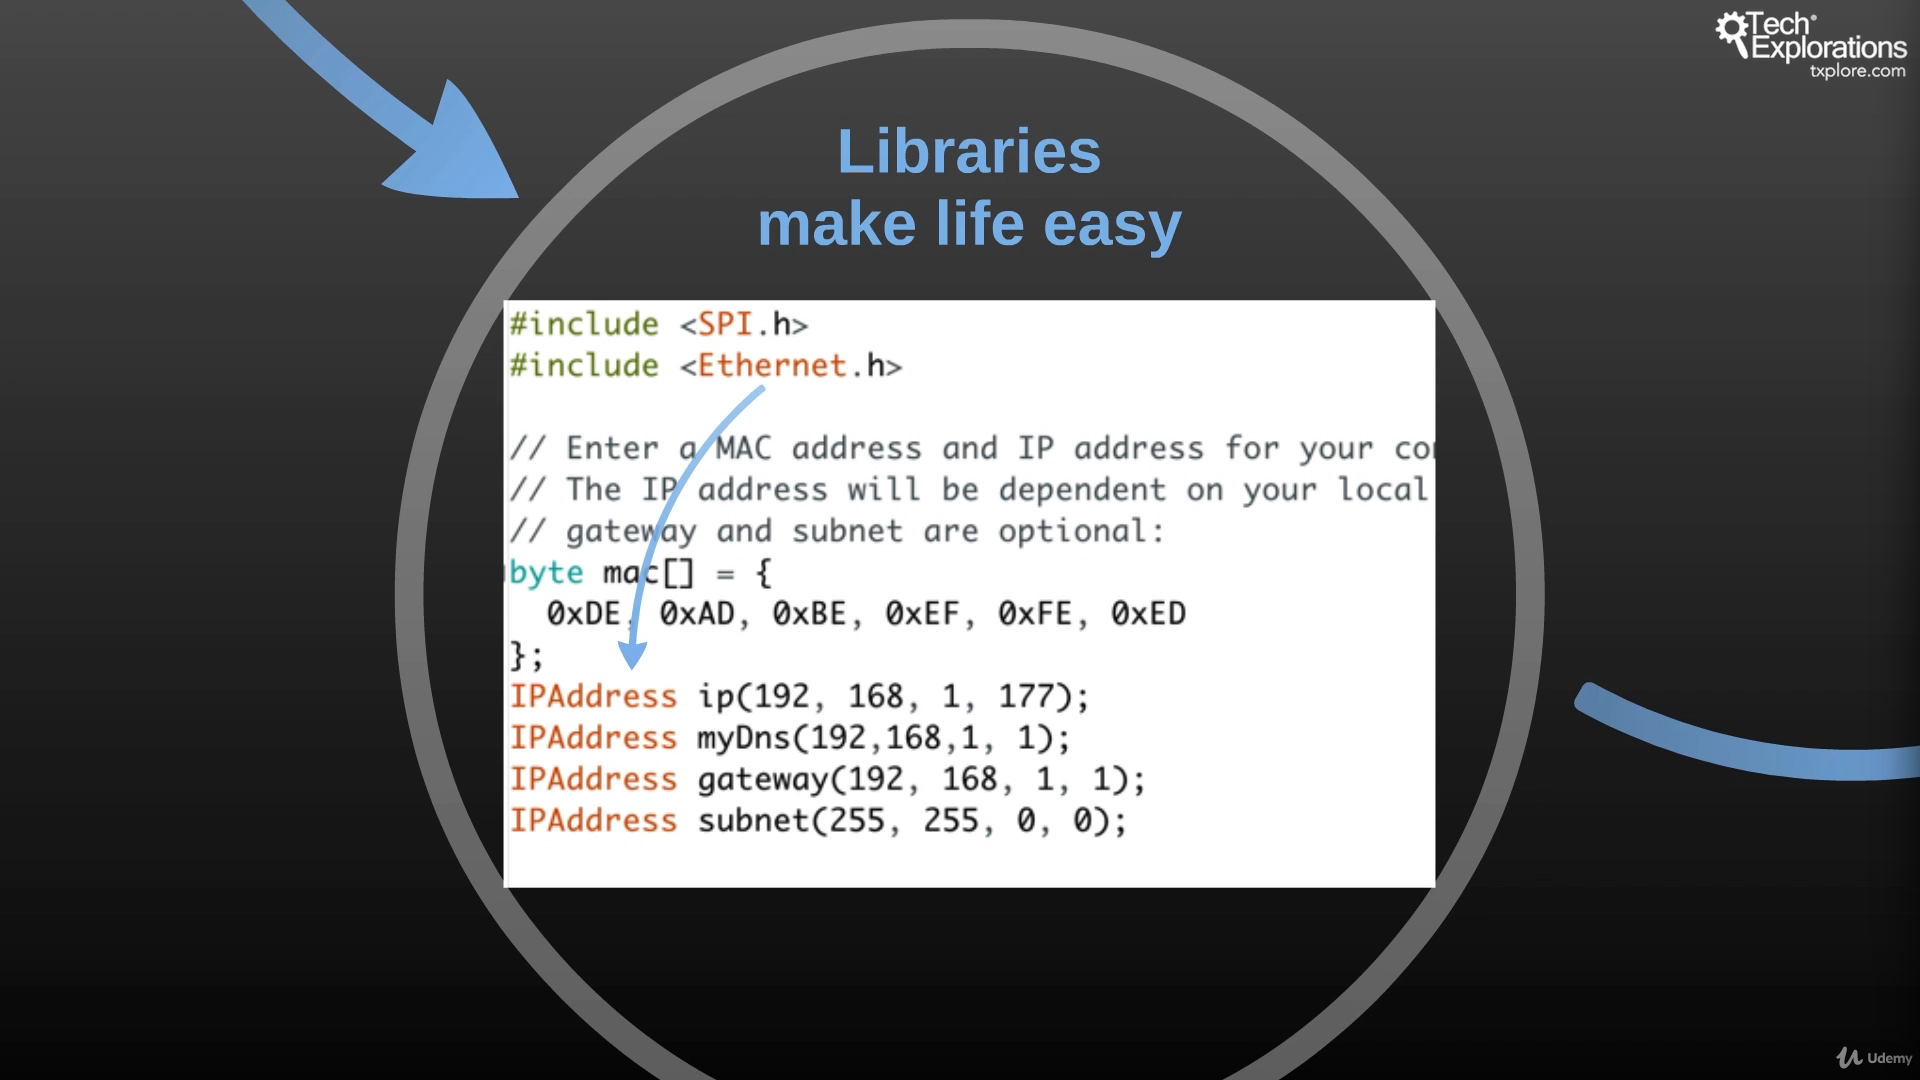 Tech
Explorations
txplore.com
Libraries
make life easy
#include <SPI.h>
#include <Ethernet.h>
// Enter a MAC address and IP address for your
// The IP address will be dependent on your local
// gateway and subnet are optional:
byte mac[] = {
0xDE, 0xAD, 0xBE, 0xEF, 0xFE, 0xED
};
IPAddress ip(192, 168, 1, 177);
IPAddress myDns(192,168,1, 1);
IPAddress gateway(192, 168, 1, 1);
IPAddress subnet(255, 255, 0, 0);
Udemy